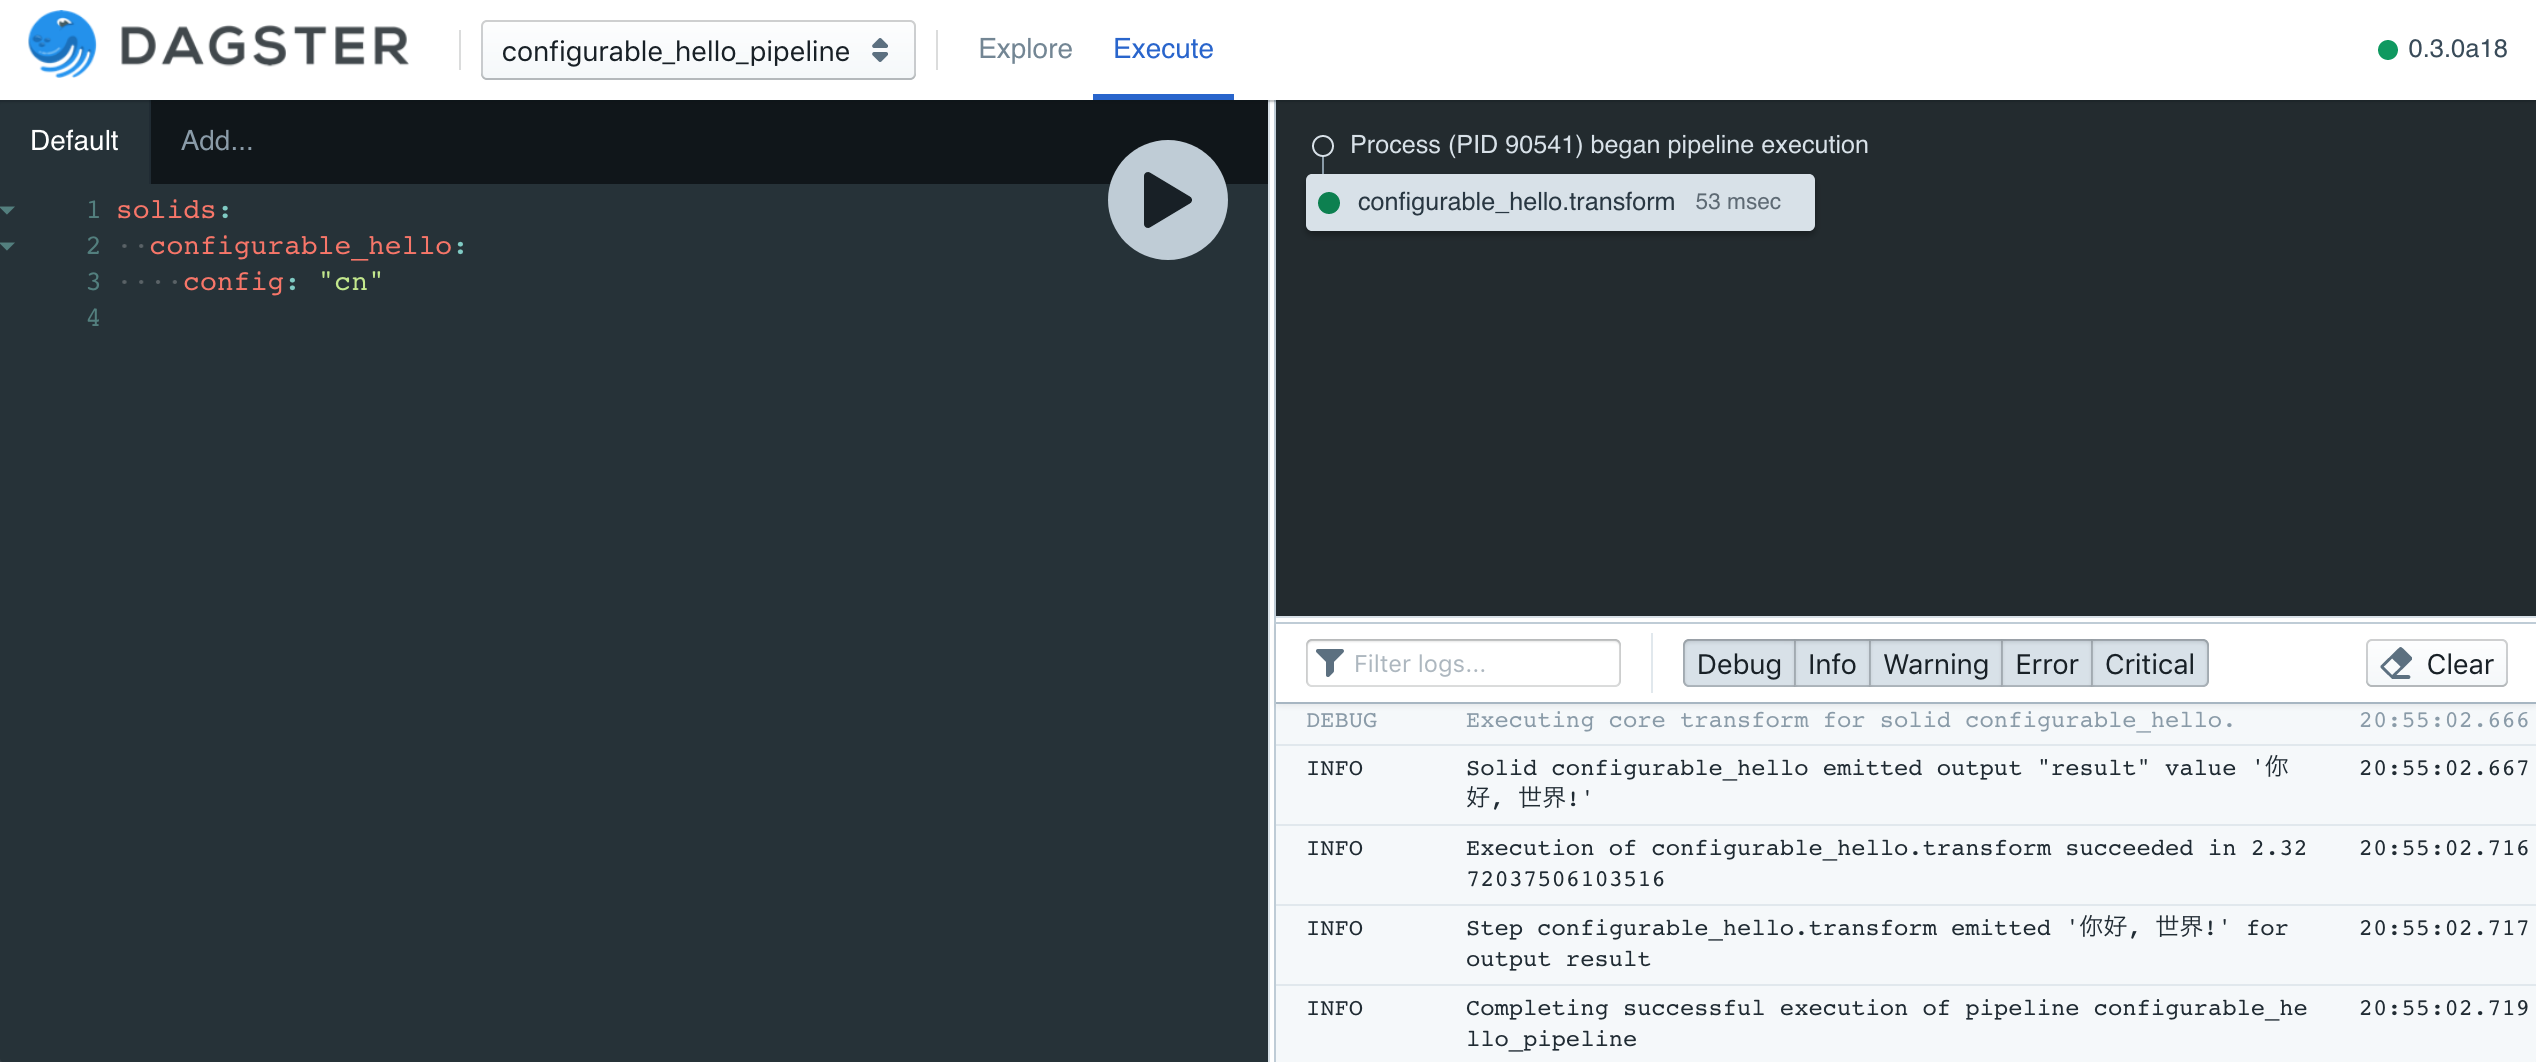 DAGSTER
configurable_hello_pipeline
Explore
Execute
0.3.0a18
Default
Add...
1 solids:
2 ··configurable_hello:
3 ····config: "cn"
4
Process (PID 90541) began pipeline execution
configurable_hello.transform 53 msec
Filter logs...
Debug Info Warning Error Critical
Clear
DEBUG Executing core transform for solid configurable_hello. 20:55:02.666
INFO Solid configurable_hello emitted output "result" value '你 20:55:02.667
好, 世界!'
INFO Execution of configurable_hello.transform succeeded in 2.32 20:55:02.716
72037506103516
INFO Step configurable_hello.transform emitted '你好, 世界!' for 20:55:02.717
output result
INFO Completing successful execution of pipeline configurable_he 20:55:02.719
llo_pipeline